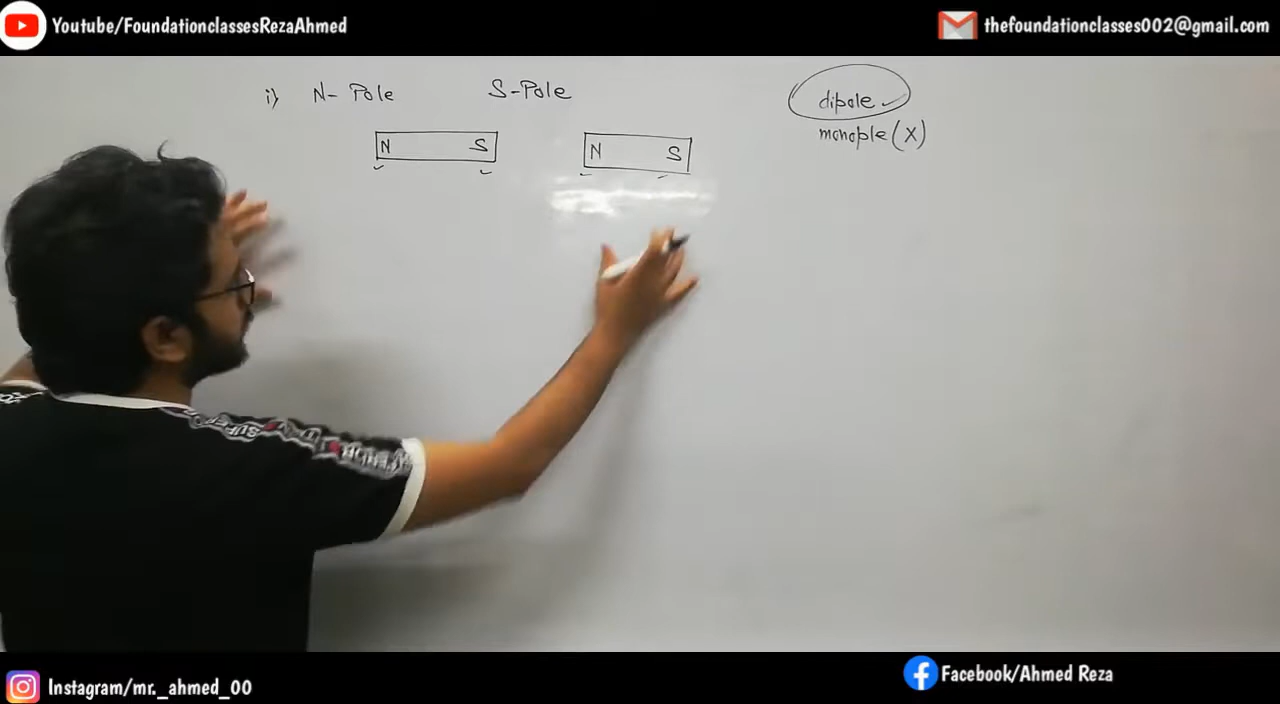 Youtube/FoundationclassesRezaAhmed
thefoundationclasses002@gmail.com
i) N- Pole S-Pole
dipole
monople (X)
N S N S
Instagram/mr._ahmed_00
Facebook/Ahmed Reza